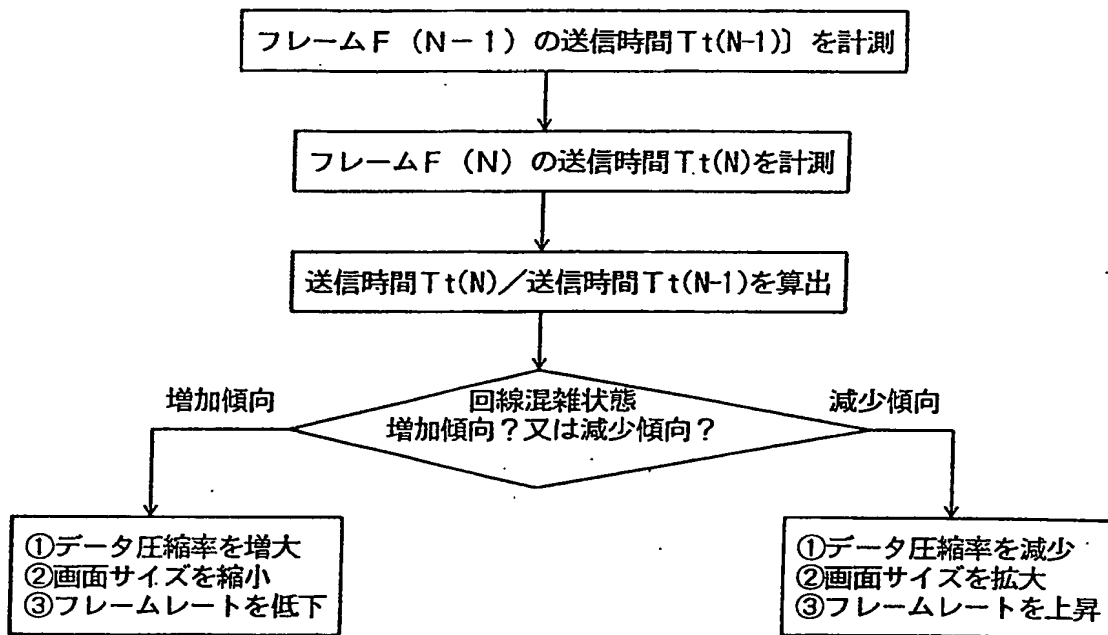 フレームF（N－1）の送信時間Tt(N-1)〕を計測
フレームF（N）の送信時間Tt(N)を計測
送信時間Tt(N)／送信時間Tt(N-1)を算出
回線混雑状態
増加傾向？又は減少傾向？
増加傾向
減少傾向
①データ圧縮率を増大
②画面サイズを縮小
③フレームレートを低下
①データ圧縮率を減少
②画面サイズを拡大
③フレームレートを上昇